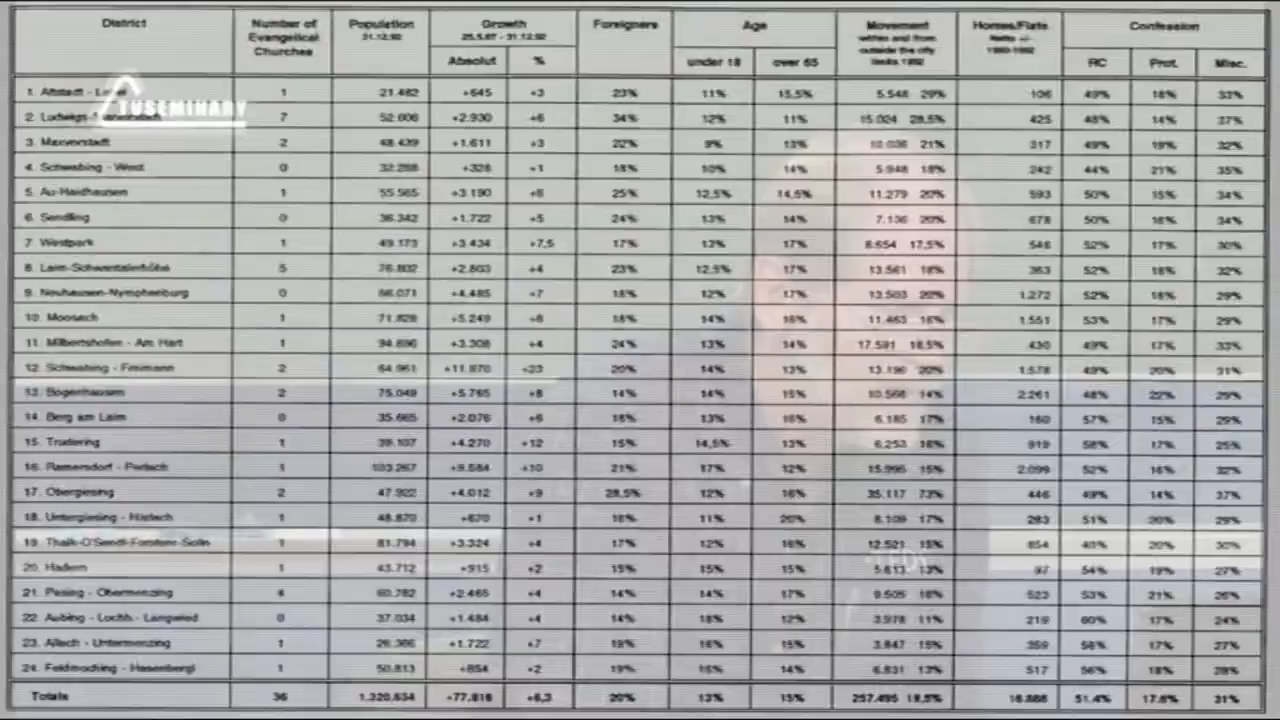 District Number of Evangelical Churches Population 31.12.92 Growth 25.5.87 - 31.12.92 Foreigners Age Movement within and from outside the city limits 1992 Homes/Flats Confession
Absolut % under 18 over 65 RC Prot. Misc.
TUSEMINARY
1. Altstadt - 1 21.482 +645 +3 23% 11% 15,5% 5.548 29% 106 49% 18% 33%
2. 7 +2.930 +6 34% 12% 11% 15.024 28,5% 425 48% 14% 37%
3. Maxvorstadt 2 48.439 +1.611 +3 22% 9% 13% 21% 317 49% 19% 32%
4. Schwabing - West 0 +1 18% 10% 14% 5.948 18% 242 44% 21% 35%
5. Au-Haidhausen 1 55.565 +3.190 +6 25% 12,5% 14,5% 11.279 20% 593 50% 15% 34%
6. Sendling 0 36.342 +1.722 +5 24% 13% 14% 7.136 20% 678 50% 16% 34%
7. Westpark 1 49.173 +3.434 +7,5 17% 12% 17% 8.654 17,5% 546 52% 17% 30%
8. Laim-Schwantalerhöhe 5 76.802 +2.803 +4 23% 12,5% 17% 13.561 18% 363 52% 16% 32%
9. Neuhausen-Nymphenburg 0 +4.485 +7 18% 12% 17% 13.503 20% 1.272 52% 18% 29%
10. Moosach 1 71.828 +5.249 +8 18% 14% 16% 11.463 16% 1.551 53% 17% 29%
11. Milbertshofen - Am Hart 1 +3.308 +4 24% 13% 14% 17.591 18,5% 430 49% 17% 33%
12. Schwabing - Freimann 2 64.961 +11.870 +23 20% 14% 13% 13.196 20% 1.578 49% 20% 31%
13. Bogenhausen 2 75.049 +5.765 +8 14% 14% 15% 10.568 14% 2.261 48% 22% 29%
14. Berg am Laim 0 35.665 +2.076 +6 18% 13% 16% 6.185 17% 160 57% 15% 29%
15. Trudering 1 39.107 +4.270 +12 15% 14,5% 13% 6.253 16% 919 58% 17% 25%
16. Ramersdorf - Perlach 1 103.267 +9.584 +10 21% 17% 12% 15.995 15% 2.099 52% 16% 32%
17. Obergiesing 2 47.922 +4.012 +9 28,5% 12% 16% 35.117 73% 446 49% 14% 37%
18. Untergiesing - Harlach 1 48.870 +670 +1 18% 11% 20% 8.109 17% 283 51% 20% 29%
19. 1 81.794 +3.324 +4 17% 12% 16% 12.521 15% 854 20% 30%
20. Hadern 1 43.712 +915 +2 15% 15% 15% 5.613 13% 97 54% 19% 27%
21. Pasing - Obermenzing 4 60.782 +2.465 +4 14% 14% 17% 9.505 16% 523 53% 21% 26%
22. Aubing - Lochh. - Langwied 0 37.034 +1.484 +4 14% 18% 12% 3.978 11% 219 60% 17% 24%
23. Allach - Untermenzing 1 26.366 +1.722 +7 19% 16% 15% 3.847 15% 359 56% 17% 27%
24. Feldmoching - Hasenbergl 1 50.813 +854 +2 19% 16% 14% 6.831 13% 517 56% 18% 28%
Totals 36 1.320.634 +77.816 +6,3 20% 13% 15% 257.495 19,5% 51.4% 17.6% 31%